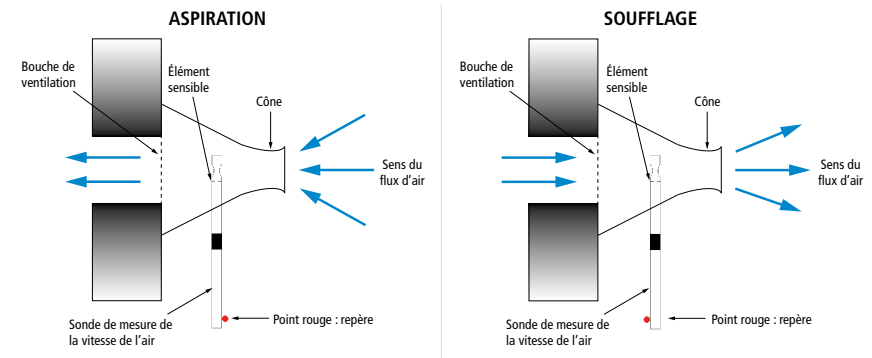 ASPIRATION
Bouche de
ventilation
Élément
sensible
Cône
Sens du
flux d'air
Sonde de mesure de
la vitesse de l'air
Point rouge : repère
SOUFFLAGE
Bouche de
ventilation
Élément
sensible
Cône
Sens du
flux d'air
Sonde de mesure de
la vitesse de l'air
Point rouge : repère